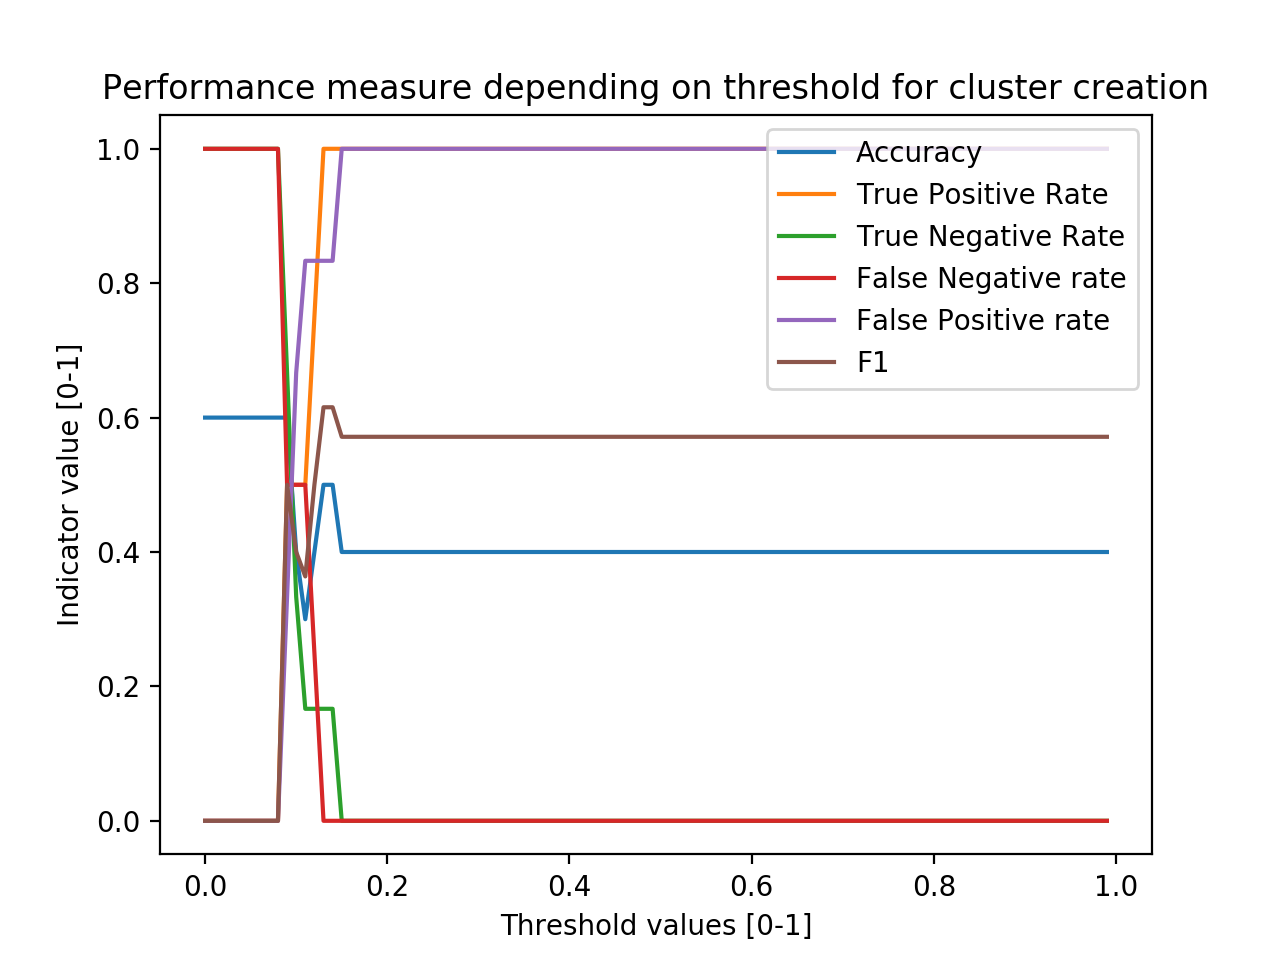 Performance measure depending on threshold for cluster creation
1.0
0.8
0.6
0.4
0.2
0.0
Indicator value [0-1]
Accuracy
True Positive Rate
True Negative Rate
False Negative rate
False Positive rate
F1
0.0 0.2 0.4 0.6 0.8 1.0
Threshold values [0-1]